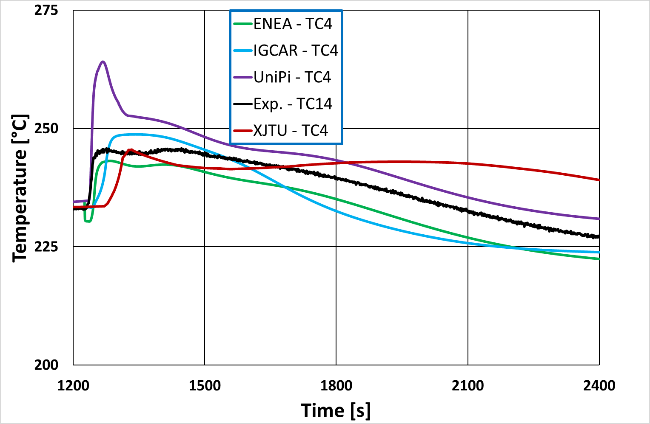 275
ENEA - TC4
IGCAR - TC4
UniPi - TC4
Exp. - TC14
XJTU - TC4
250
Temperature [°C]
225
200
1200 1500 1800 2100 2400
Time [s]